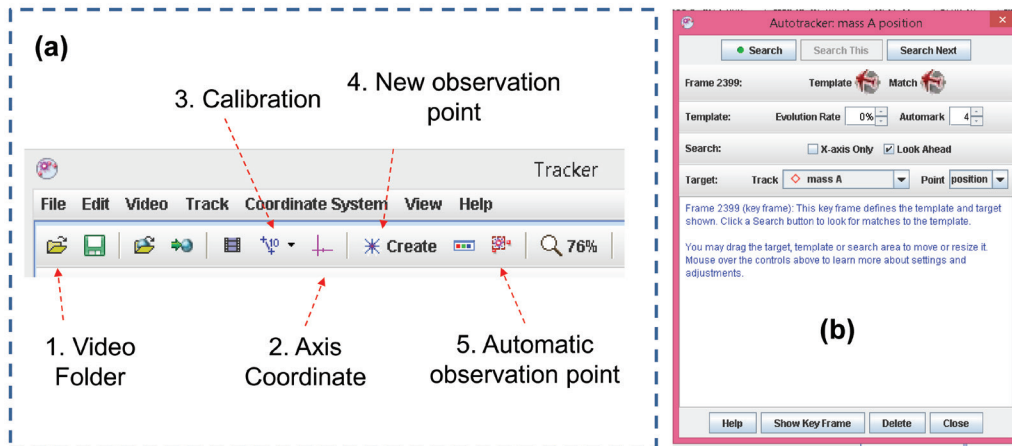 (a)
3. Calibration
4. New observation
point
Tracker
File Edit Video Track Coordinate System View Help
Create 76%
1. Video
Folder
2. Axis
Coordinate
5. Automatic
observation point
Autotracker: mass A position
Search Search This Search Next
Frame 2399: Template Match
Template: Evolution Rate 0% Automark 4
Search: X-axis Only Look Ahead
Target: Track mass A Point position
Frame 2399 (key frame): This key frame defines the template and target
shown. Click a Search button to look for matches to the template.
You may drag the target, template or search area to move or resize it.
Mouse over the controls above to learn more about settings and
adjustments.
(b)
Help Show Key Frame Delete Close